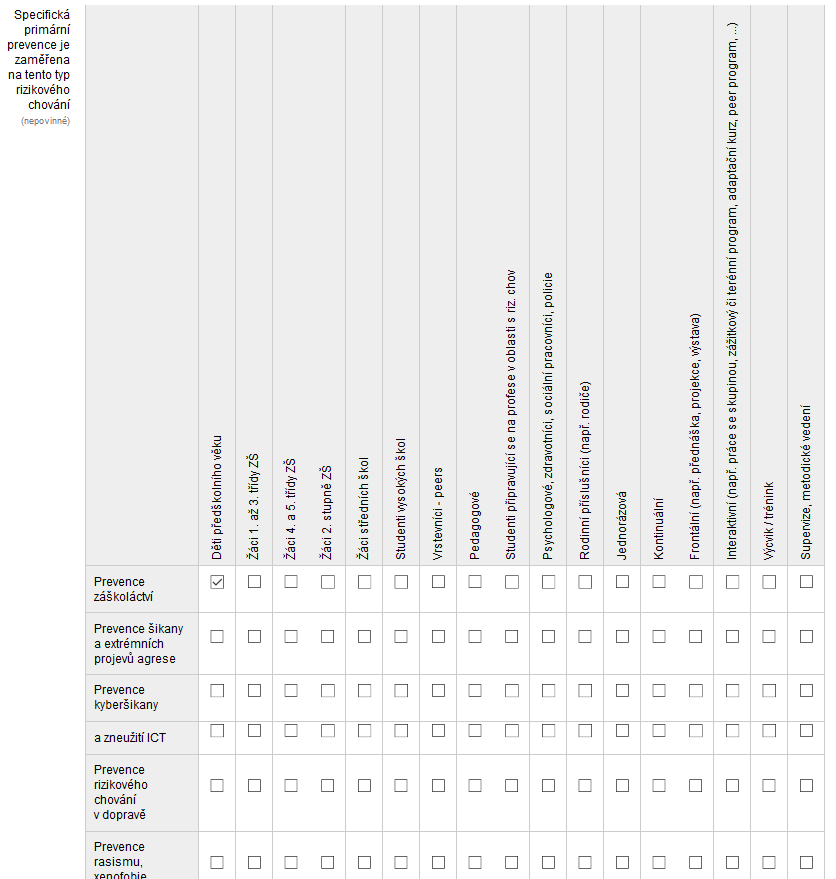 Specifická
primární
prevence je
zaměřena
na tento typ
rizikového
chování
(nepovinné)
Děti předškolního věku
Žáci 1. až 3. třídy ZŠ
Žáci 4. a 5. třídy ZŠ
Žáci 2. stupně ZŠ
Žáci středních škol
Studenti vysokých škol
Vrstevníci - peers
Pedagogové
Studenti připravující se na profese v oblasti s riz. chov
Psychologové, zdravotníci, sociální pracovníci, policie
Rodinní příslušníci (např. rodiče)
Jednorázová
Kontinuální
Frontální (např. přednáška, projekce, výstava)
Interaktivní (např. práce se skupinou, zážitkový či terénní program, adaptační kurz, peer program, ...)
Výcvik / trénink
Supervize, metodické vedení
Prevence
záškoláctví
Prevence šikany
a extrémních
projevů agrese
Prevence
kyberšikany
a zneužití ICT
Prevence
rizikového
chování
v dopravě
Prevence
rasismu,
xenofobie